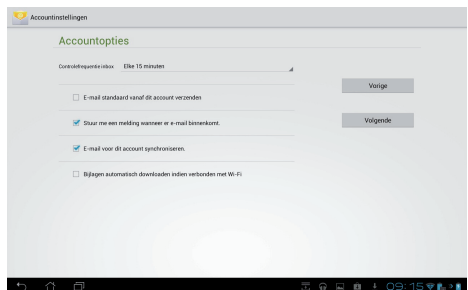 Accountinstellingen
Accountopties
Controlefrequentie inbox Elke 15 minuten
Vorige
E-mail standaard vanaf dit account verzenden
Stuur me een melding wanneer er e-mail binnenkomt.
Volgende
E-mail voor dit account synchroniseren.
Bijlagen automatisch downloaden indien verbonden met Wi-Fi
09:15